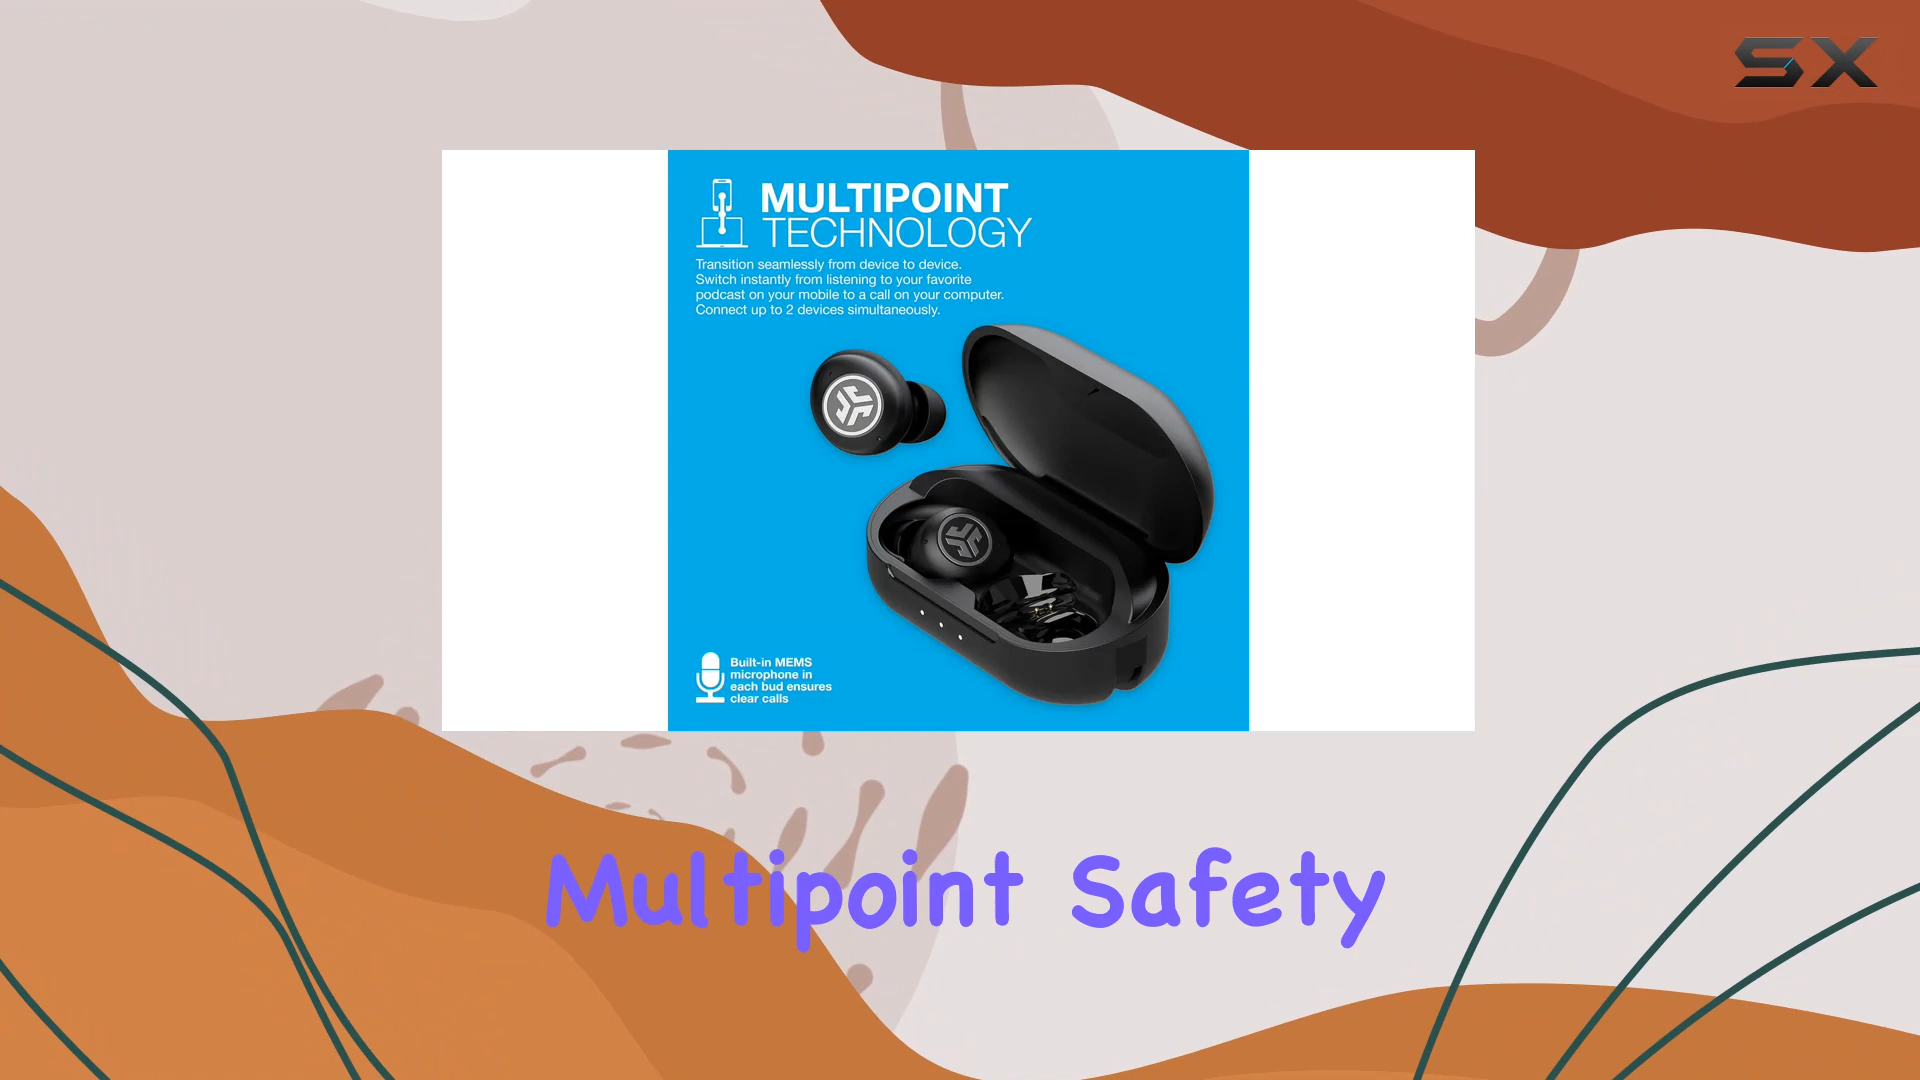 SX
MULTIPOINT
TECHNOLOGY
Transition seamlessly from device to device.
Switch instantly from listening to your favorite
podcast on your mobile to a call on your computer.
Connect up to 2 devices simultaneously.
Built-in MEMS
microphone in
each bud ensures
clear calls
Multipoint Safety